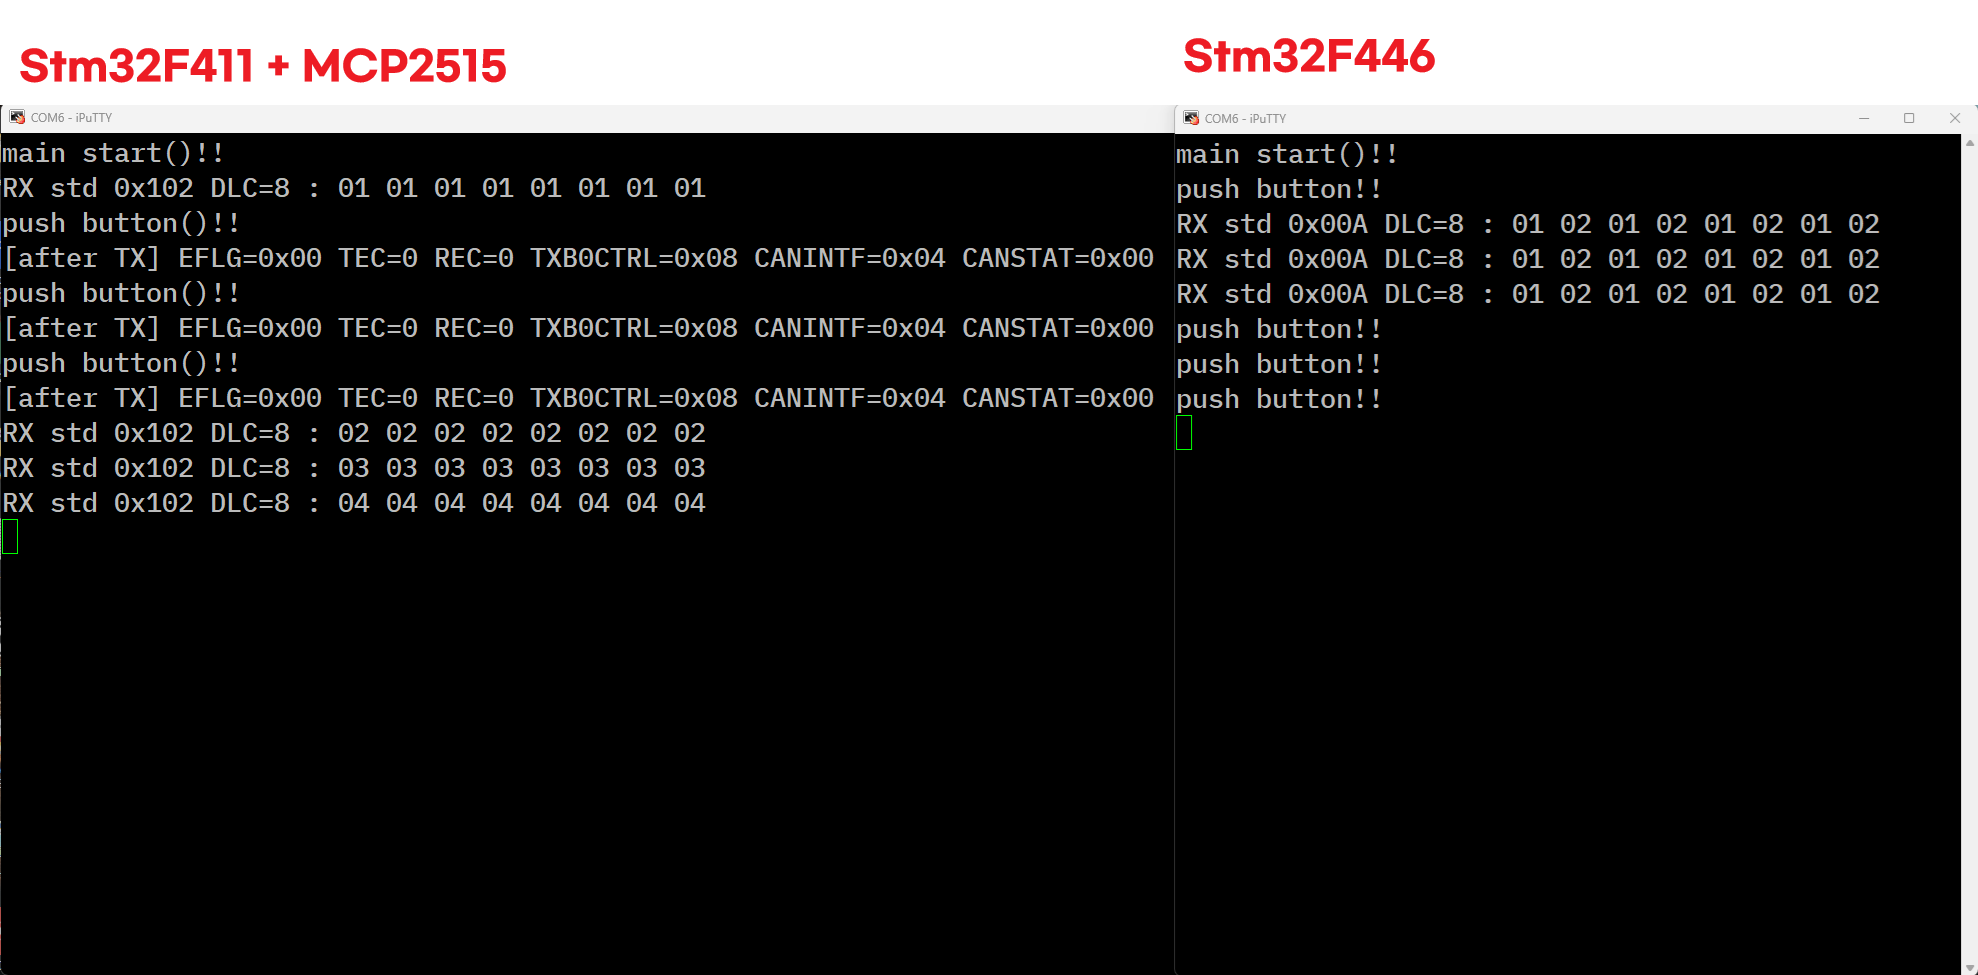 Stm32F411 + MCP2515
COM6 - iPuTTY
main start()!!
RX std 0x102 DLC=8 : 01 01 01 01 01 01 01 01
push button()!!
[after TX] EFLG=0x00 TEC=0 REC=0 TXB0CTRL=0x08 CANINTF=0x04 CANSTAT=0x00
push button()!!
[after TX] EFLG=0x00 TEC=0 REC=0 TXB0CTRL=0x08 CANINTF=0x04 CANSTAT=0x00
push button()!!
[after TX] EFLG=0x00 TEC=0 REC=0 TXB0CTRL=0x08 CANINTF=0x04 CANSTAT=0x00
RX std 0x102 DLC=8 : 02 02 02 02 02 02 02 02
RX std 0x102 DLC=8 : 03 03 03 03 03 03 03 03
RX std 0x102 DLC=8 : 04 04 04 04 04 04 04 04
Stm32F446
COM6 - iPuTTY
main start()!!
push button!!
RX std 0x00A DLC=8 : 01 02 01 02 01 02 01 02
RX std 0x00A DLC=8 : 01 02 01 02 01 02 01 02
RX std 0x00A DLC=8 : 01 02 01 02 01 02 01 02
push button!!
push button!!
push button!!